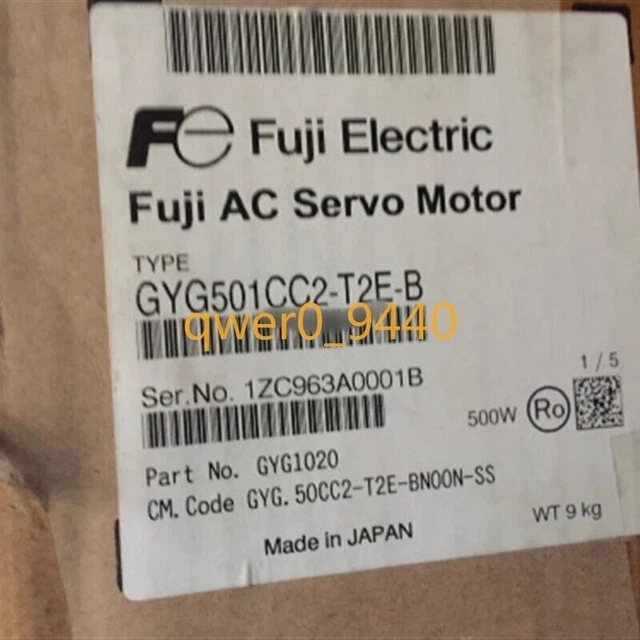 Fe Fuji Electric
Fuji AC Servo Motor
TYPE
GYG501CC2-T2E-B
qwer0_9440
Ser.No. 1ZC963A0001B
1 / 5
500W Ro
Part No. GYG1020
CM. Code GYG. 50CC2-T2E-BN00N-SS
WT 9 kg
Made in JAPAN